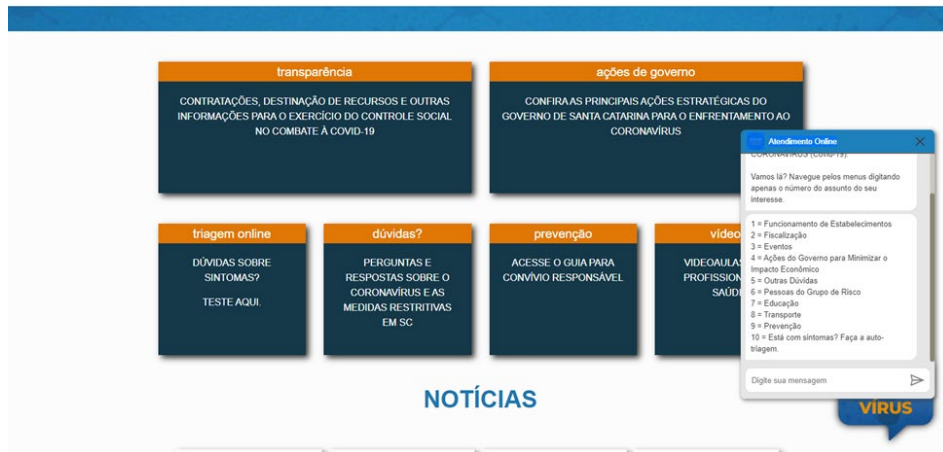 transparência
CONTRATAÇÕES, DESTINAÇÃO DE RECURSOS E OUTRAS
INFORMAÇÕES PARA O EXERCÍCIO DO CONTROLE SOCIAL
NO COMBATE À COVID-19
ações de governo
CONFIRA AS PRINCIPAIS AÇÕES ESTRATÉGICAS DO
GOVERNO DE SANTA CATARINA PARA O ENFRENTAMENTO AO
CORONAVÍRUS
triagem online
DÚVIDAS SOBRE
SINTOMAS?
TESTE AQUI.
dúvidas?
PERGUNTAS E
RESPOSTAS SOBRE O
CORONAVÍRUS E AS
MEDIDAS RESTRITIVAS
EM SC
prevenção
ACESSE O GUIA PARA
CONVÍVIO RESPONSÁVEL
vídeo
VIDEOAULA
PROFISSION
SAÚD
Atendimento Online
CORONAVÍRUS (Covid-19).
Vamos lá? Navegue pelos menus digitando
apenas o número do assunto do seu
interesse.
1 = Funcionamento de Estabelecimentos
2 = Fiscalização
3 = Eventos
4 = Ações do Governo para Minimizar o
Impacto Econômico
5 = Outras Dúvidas
6 = Pessoas do Grupo de Risco
7 = Educação
8 = Transporte
9 = Prevenção
10 = Está com sintomas? Faça a auto-
triagem.
Digite sua mensagem
VÍRUS
NOTÍCIAS